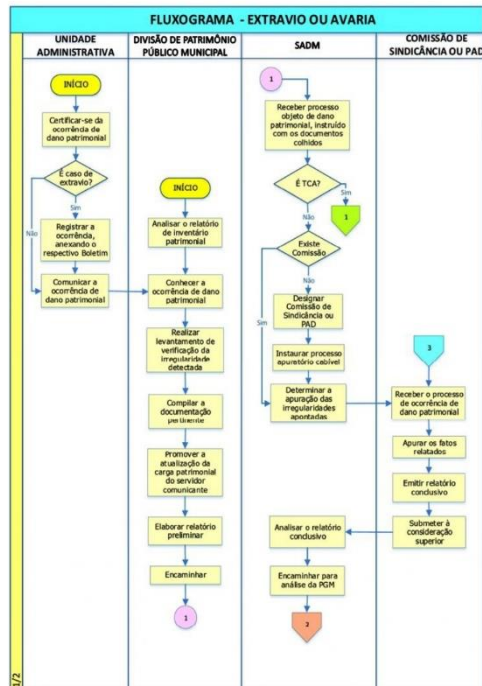 FLUXOGRAMA - EXTRAVIO OU AVARIA
UNIDADE
ADMINISTRATIVA
DIVISÃO DE PATRIMÔNIO
PÚBLICO MUNICIPAL
SADM
COMISSÃO DE
SINDICÂNCIA OU PAD
INÍCIO
Certificar-se da
ocorrência de
dano patrimonial
É caso de
extravio?
Sim
Não
Registrar a
ocorrência,
anexando o
respectivo Boletim
Comunicar a
ocorrência de
dano patrimonial
INÍCIO
Analisar o relatório
de inventário
patrimonial
Conhecer a
ocorrência de dano
patrimonial
Realizar
levantamento de
verificação da
irregularidade
detectada
Compilar a
documentação
pertinente
Promover a
atualização da
carga patrimonial
do servidor
comunicante
Elaborar relatório
preliminar
Encaminhar
1
1
Receber processo
objeto de dano
patrimonial, instruído
com os documentos
colhidos
É TCA?
Sim
Não
1
Existe
Comissão
Não
Sim
Designar
Comissão de
Sindicância ou
PAD
Instaurar processo
apuratório cabível
Determinar a
apuração das
irregularidades
apontadas
Analisar o relatório
conclusivo
Encaminhar para
análise da PGM
2
3
Receber o processo
de ocorrência de
dano patrimonial
Apurar os fatos
relatados
Emitir relatório
conclusivo
Submeter à
consideração
superior
1/2